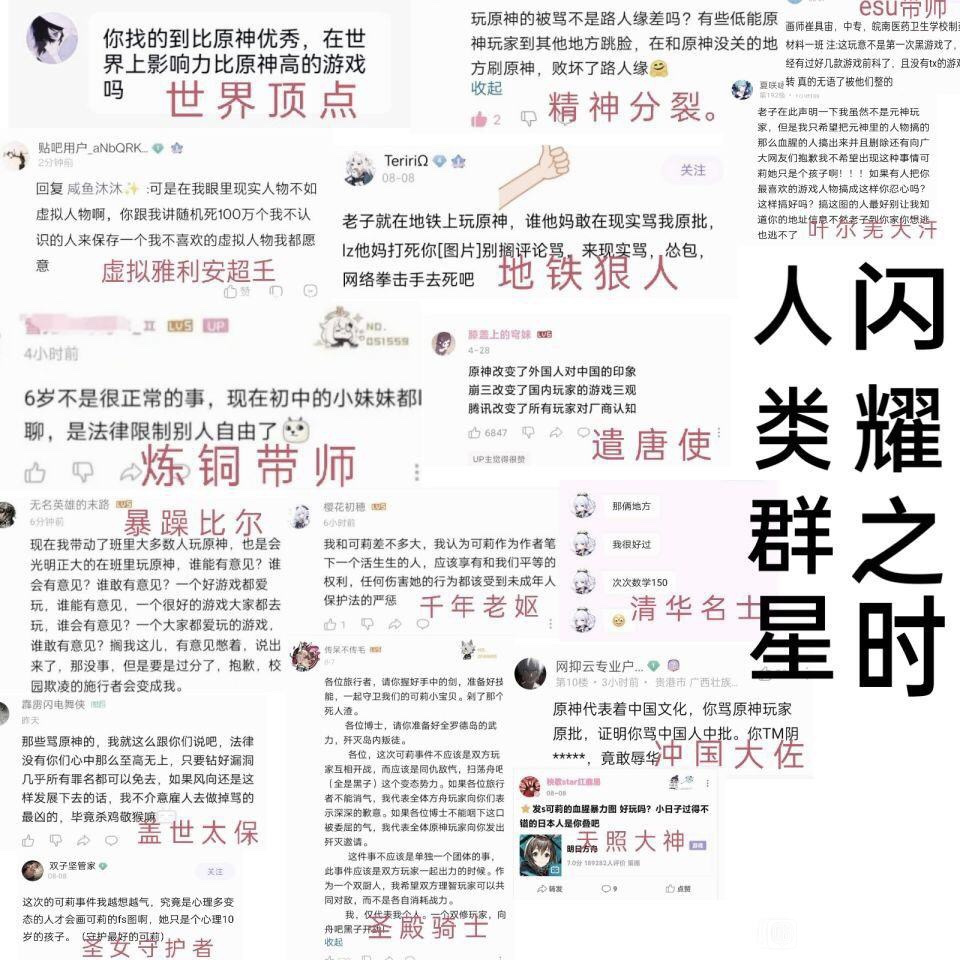 你找的到比原神优秀，在世
界上影响力比原神高的游戏
吗
世界顶点
玩原神的被骂不是路人缘差吗？有些低能原
神玩家到其他地方跳脸，在和原神没关的地
方刷原神，败坏了路人缘🤗
收起
2
精神分裂。
esu带师
画师崔具宙，中专，皖南医药卫生学校制
材料一班 注:这玩意不是第一次黑游戏了，
经有过好几款游戏前科了，且没有tx的游
转 真的无语了被他们整的
老子在此声明一下我虽然不是元神玩
家，但是我只希望把元神里的人物搞的
那么血腥的人搞出来并且删除还有向广
大网友们抱歉我不希望出现这种事情可
莉她只是个孩子啊！！！如果有人把你
最喜欢的游戏人物搞成这样你忍心吗？
这样搞好吗？搞这图的人最好别让我知
道你的地址信息不然老子到你家你想逃
也逃不了
叶尔羌大汗
贴吧用户_aNbQRK...
2分钟前
回复 咸鱼沐沐✨ :可是在我眼里现实人物不如
虚拟人物啊，你跟我讲随机死100万个我不认
识的人来保存一个我不喜欢的虚拟人物我都愿
意
虚拟雅利安超壬
赞
TeririΩ
08-08
关注
老子就在地铁上玩原神，谁他妈敢在现实骂我原批，
lz他妈打死你[图片]别搁评论骂，来现实骂，怂包，
网络拳击手去死吧
地铁狠人
LV5 UP
NO.
051559
4小时前
6岁不是很正常的事，现在初中的小妹妹都
聊，是法律限制别人自由了
炼铜带师
膝盖上的穹妹 LV5
4-28
原神改变了外国人对中国的印象
崩三改变了国内玩家的游戏三观
腾讯改变了所有玩家对厂商认知
6847
UP主觉得很赞
遣唐使
闪耀之时
人类群星
无名英雄的末路 LV5
6分钟前
暴躁比尔
现在我带动了班里大多数人玩原神，也是会
光明正大的在班里玩原神，谁能有意见？谁
会有意见？谁敢有意见？一个好游戏都爱
玩，谁能有意见，一个很好的游戏大家都去
玩，谁会有意见？一个大家都爱玩的游戏，
谁敢有意见？搁我这儿，有意见憋着，说出
来了，那没事，但是要是过分了，抱歉，校
园欺凌的施行者会变成我。
樱花初穗 LV5
6小时前
我和可莉差不多大，我认为可莉作为作者笔
下一个活生生的人，应该享有和我们平等的
权利，任何伤害她的行为都该受到未成年人
保护法的严惩
1
千年老妪
那俩地方
我很好过
次次数学150
清华名士
霹雳闪电舞侠
昨天
那些骂原神的，我就这么跟你们说吧，法律
没有你们心中那么至高无上，只要钻好漏洞
几乎所有罪名都可以免去，如果风向还是这
样发展下去的话，我不介意雇人去做掉骂的
最凶的，毕竟杀鸡敬猴嘛
盖世太保
双子坚管家
08-08
关注
这次的可莉事件我越想越气，究竟是心理多变
态的人才会画可莉的fs图啊，她只是个心理10
岁的孩子。（守护最好的可莉）
圣女守护者
传呆不传毛
各位旅行者，请你握好手中的剑，准备好技
能，一起守卫我们的可莉小宝贝。剁了那个
死人渣。
各位博士，请你准备好全罗德岛的武
力，歼灭岛内叛徒。
各位，这次可莉事件不应该是双方玩
家互相开战，而应该是同仇敌忾，扫荡舟吧
（全是黑子）这个变态势力。如果各位旅行
者不能消气，我代表全体方舟玩家向你们表
示深深的歉意。如果各位博士不能咽下这口
被委屈的气，我代表全体原神玩家向你发出
歼灭邀请。
这件事不应该是单独一个团体的事，
此事件应该是双方玩家一起出力的时候。作
为一个双厨人，我希望双方理智玩家可以共
同对敌，而不是各自消耗战力。
我，仅代表我个人。一个双修玩家，向
舟吧黑子开战！
收起
圣殿骑士
网抑云专业户...
第10楼 · 3小时前 · 贵港市 广西壮族...
原神代表着中国文化，你骂原神玩家
原批，证明你骂中国人中批。你TM阴
*****，竟敢辱华
冲国大佐
秧歌star红鹿居
08-08
⭐发s可莉的血腥暴力图 好玩吗？小日子过得不
错的日本人是你叠吧
明日方舟
游戏
7.0分 189282人评价 策略
天照大神
转发
9
点赞